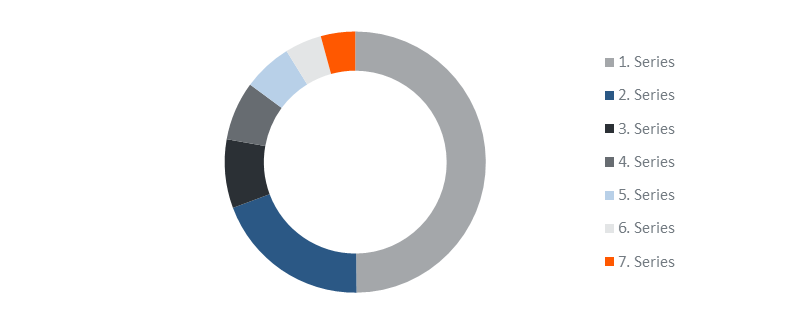 1. Series
2. Series
3. Series
4. Series
5. Series
6. Series
7. Series